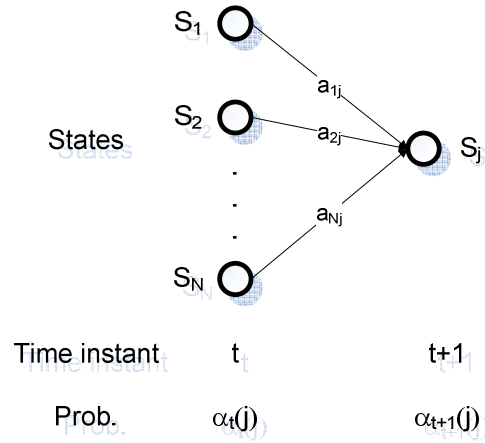 S1
a1j
S2
a2j
States
Sj
.
.
.
aNj
SN
Time instant t t+1
Prob. αt(j) αt+1(j)